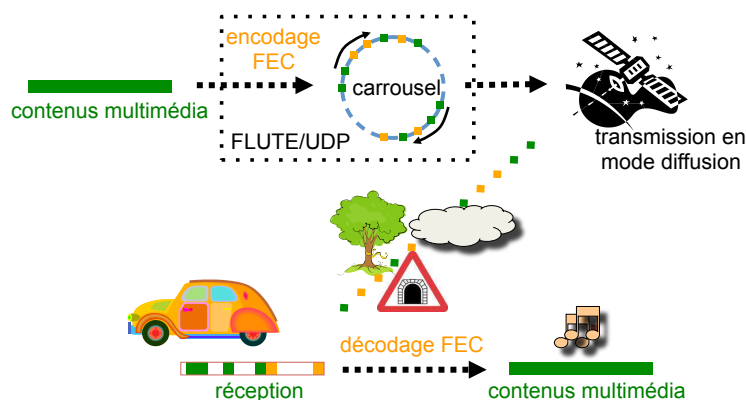 encodage
FEC
contenus multimédia
carrousel
FLUTE/UDP
transmission en
mode diffusion
décodage FEC
réception
contenus multimédia